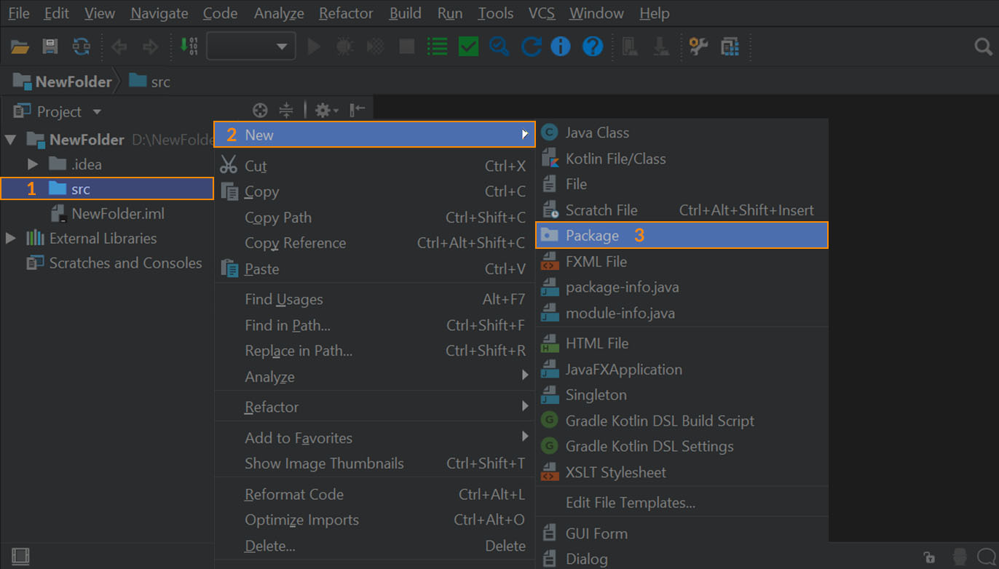 File Edit View Navigate Code Analyze Refactor Build Run Tools VCS Window Help
NewFolder src
Project
NewFolder D:\NewFolde
.idea
1 src
NewFolder.iml
External Libraries
Scratches and Consoles
2 New
Cut Ctrl+X
Copy Ctrl+C
Copy Path Ctrl+Shift+C
Copy Reference Ctrl+Alt+Shift+C
Paste Ctrl+V
Find Usages Alt+F7
Find in Path... Ctrl+Shift+F
Replace in Path... Ctrl+Shift+R
Analyze
Refactor
Add to Favorites
Show Image Thumbnails Ctrl+Shift+T
Reformat Code Ctrl+Alt+L
Optimize Imports Ctrl+Alt+O
Delete... Delete
Java Class
Kotlin File/Class
File
Scratch File Ctrl+Alt+Shift+Insert
Package 3
FXML File
package-info.java
module-info.java
HTML File
JavaFXApplication
Singleton
Gradle Kotlin DSL Build Script
Gradle Kotlin DSL Settings
XSLT Stylesheet
Edit File Templates...
GUI Form
Dialog